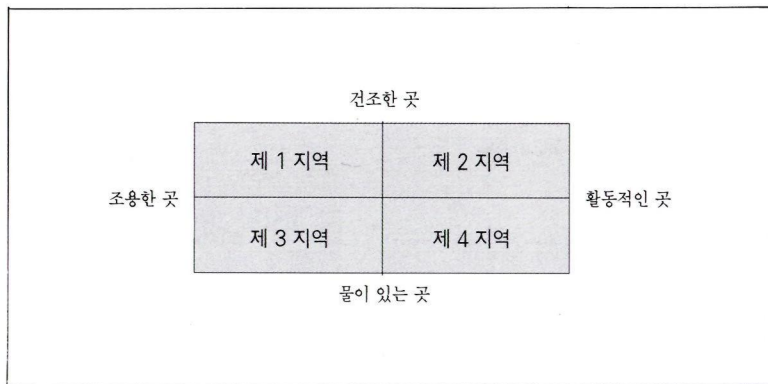 건조한 곳
제 1 지역 제 2 지역
조용한 곳 활동적인 곳
제 3 지역 제 4 지역
물이 있는 곳